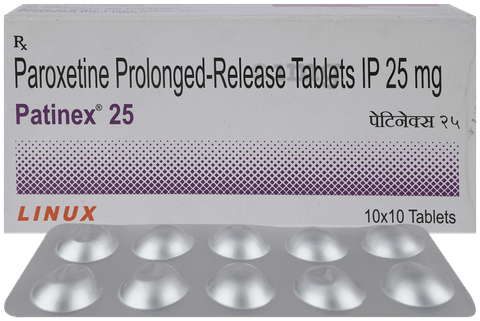 Rx
Paroxetine Prolonged-Release Tablets IP 25 mg
Patinex® 25
पेटिनेक्स २५
LINUX
10x10 Tablets